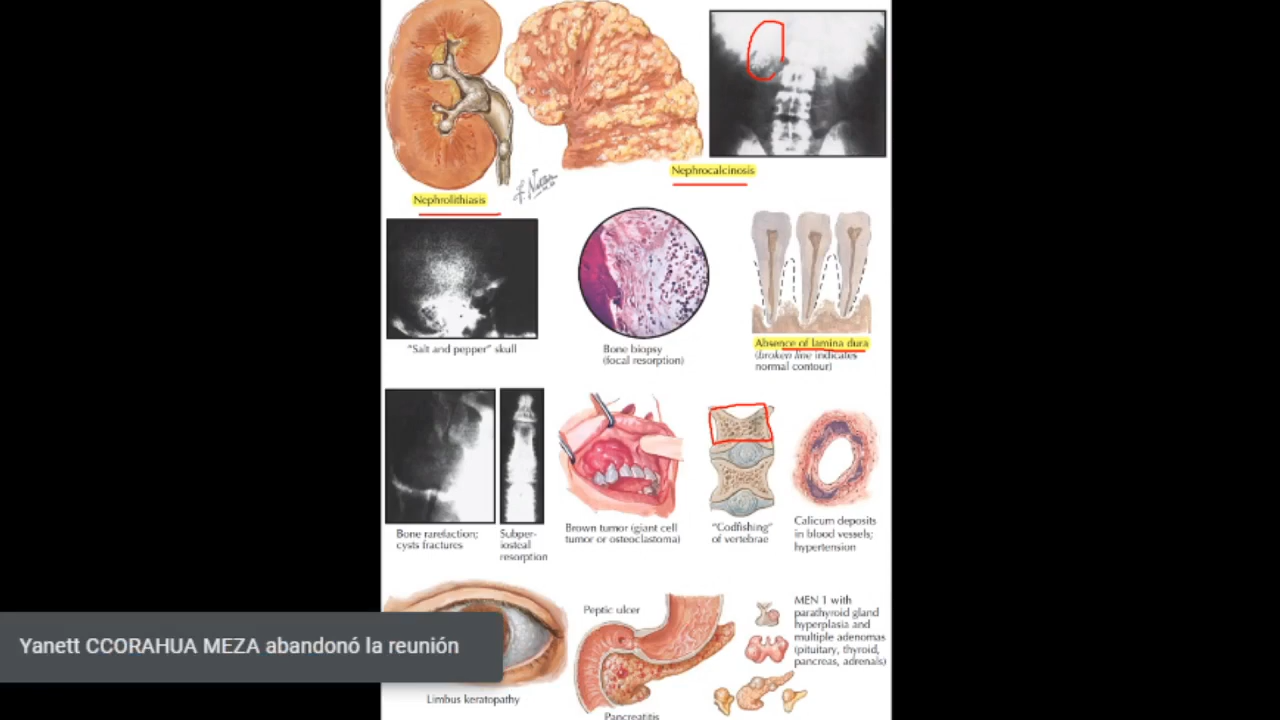 Nephrocalcinosis
Nephrolithiasis
"Salt and pepper" skull
Bone biopsy
(focal resorption)
Absence of lamina dura
(broken line indicates
normal contour)
Bone rarefaction;
cysts fractures
Subper-
iosteal
resorption
Brown tumor (giant cell
tumor or osteoclastoma)
"Codfishing"
of vertebrae
Calicum deposits
in blood vessels;
hypertension
Peptic ulcer
MEN 1 with
parathyroid gland
hyperplasia and
multiple adenomas
(pituitary, thyroid,
pancreas, adrenals)
Yanett CCORAHUA MEZA abandonó la reunión
Limbus keratopathy
Pancreatitis